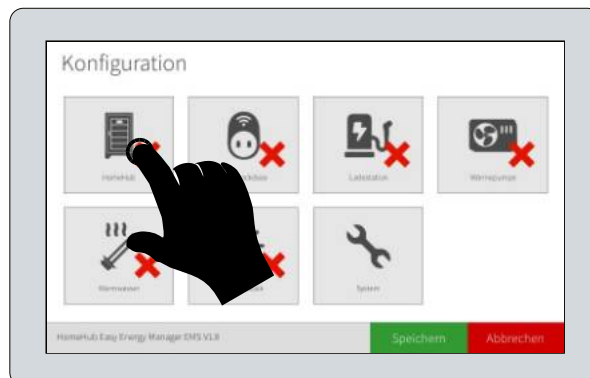 Konfiguration
HomeHub
Ladestation
Wärmepumpe
Warmwasser
System
HomeHub Easy Energy Manager EMS V1.8
Speichern
Abbrechen